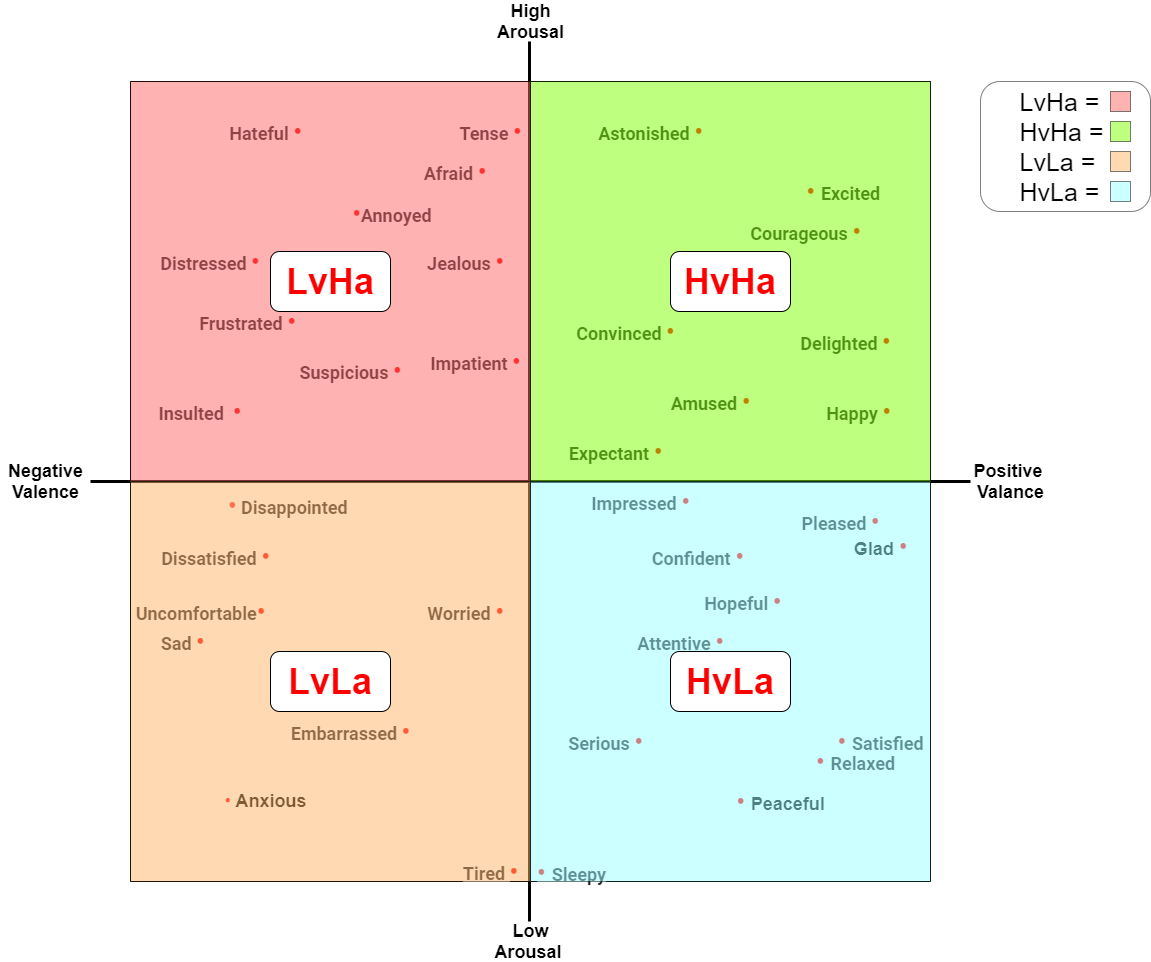 High
Arousal
LvHa =
HvHa =
LvLa =
HvLa =
Hateful
Tense
Astonished
Afraid
Excited
Annoyed
Courageous
Distressed
Jealous
LvHa
HvHa
Frustrated
Convinced
Delighted
Impatient
Suspicious
Amused
Insulted
Happy
Expectant
Negative
Valence
Positive
Valance
Impressed
Disappointed
Pleased
Glad
Dissatisfied
Confident
Hopeful
Uncomfortable
Worried
Sad
Attentive
LvLa
HvLa
Embarrassed
Serious
Satisfied
Relaxed
Anxious
Peaceful
Tired
Sleepy
Low
Arousal